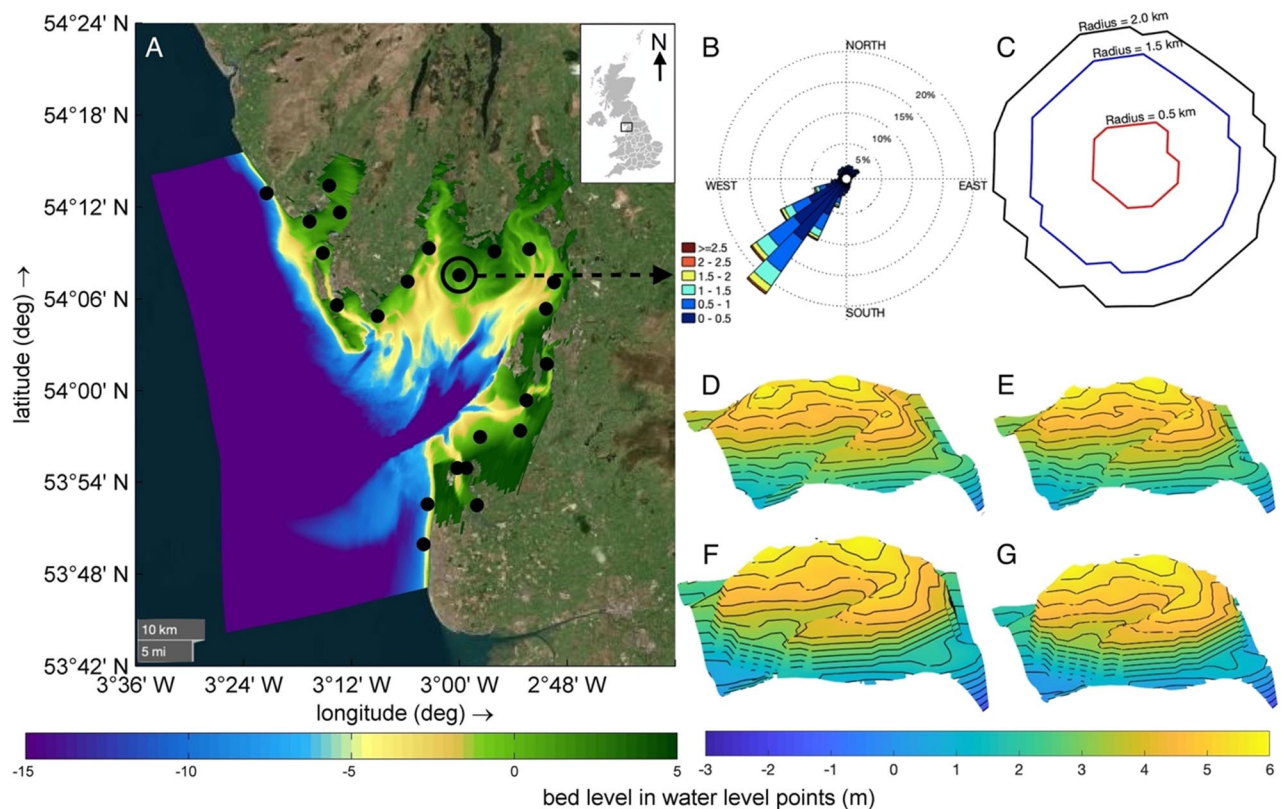 54°24' N
54°18' N
54°12' N
54°06' N
54°00' N
53°54' N
53°48' N
53°42' N
latitude (deg) →
A
N
10 km
5 mi
3°36' W 3°24' W 3°12' W 3°00' W 2°48' W
longitude (deg) →
B
NORTH
20%
15%
10%
5%
WEST
EAST
SOUTH
>=2.5
2 - 2.5
1.5 - 2
1 - 1.5
0.5 - 1
0 - 0.5
C
Radius = 2.0 km
Radius = 1.5 km
Radius = 0.5 km
D
E
F
G
-15 -10 -5 0 5
-3 -2 -1 0 1 2 3 4 5 6
bed level in water level points (m)